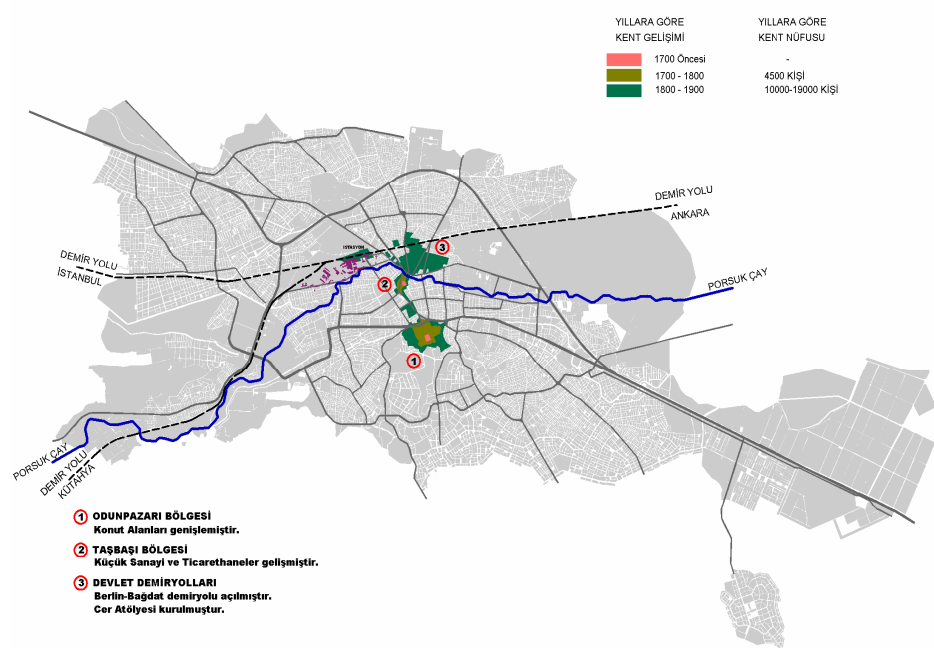 YILLARA GÖRE
KENT GELİŞİMİ
YILLARA GÖRE
KENT NÜFUSU
1700 Öncesi
-
1700 - 1800
4500 KİŞİ
1800 - 1900
10000-19000 KİŞİ
DEMİR YOLU
ANKARA
İSTASYON
3
DEMİR YOLU
İSTANBUL
2
PORSUK ÇAY
1
PORSUK ÇAY
DEMİR YOLU
KÜTAHYA
1 ODUNPAZARI BÖLGESİ
Konut Alanları genişlemiştir.
2 TAŞBAŞI BÖLGESİ
Küçük Sanayi ve Ticarethaneler gelişmiştir.
3 DEVLET DEMİRYOLLARI
Berlin-Bağdat demiryolu açılmıştır.
Cer Atölyesi kurulmuştur.